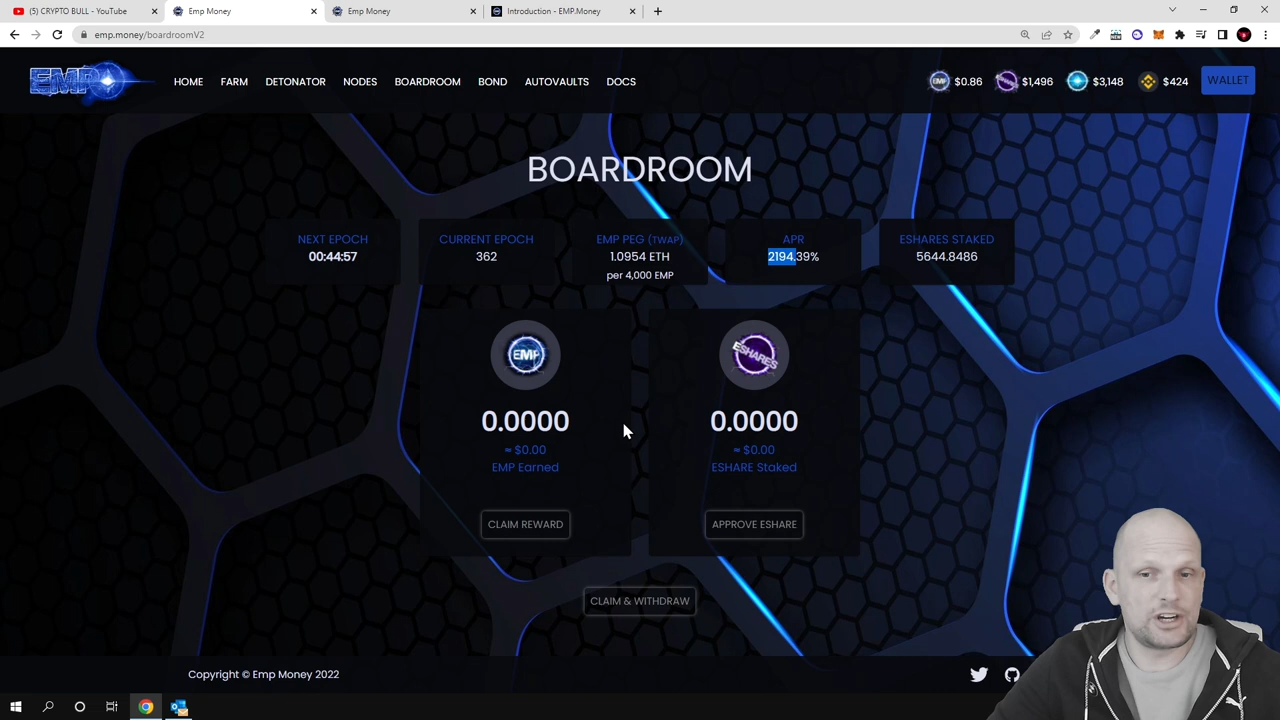 (5) CRYPTO BULL - YouTube
Emp Money
Emp Money
Introduction - EMP.Money
emp.money/boardroomV2
EMP
HOME
FARM
DETONATOR
NODES
BOARDROOM
BOND
AUTOVAULTS
DOCS
$0.86
$1,496
$3,148
$424
WALLET
BOARDROOM
NEXT EPOCH
00:44:57
CURRENT EPOCH
362
EMP PEG (TWAP)
1.0954 ETH
per 4,000 EMP
APR
2194.39%
ESHARES STAKED
5644.8486
EMP
0.0000
≈ $0.00
EMP Earned
CLAIM REWARD
ESHARES
0.0000
≈ $0.00
ESHARE Staked
APPROVE ESHARE
CLAIM & WITHDRAW
Copyright © Emp Money 2022